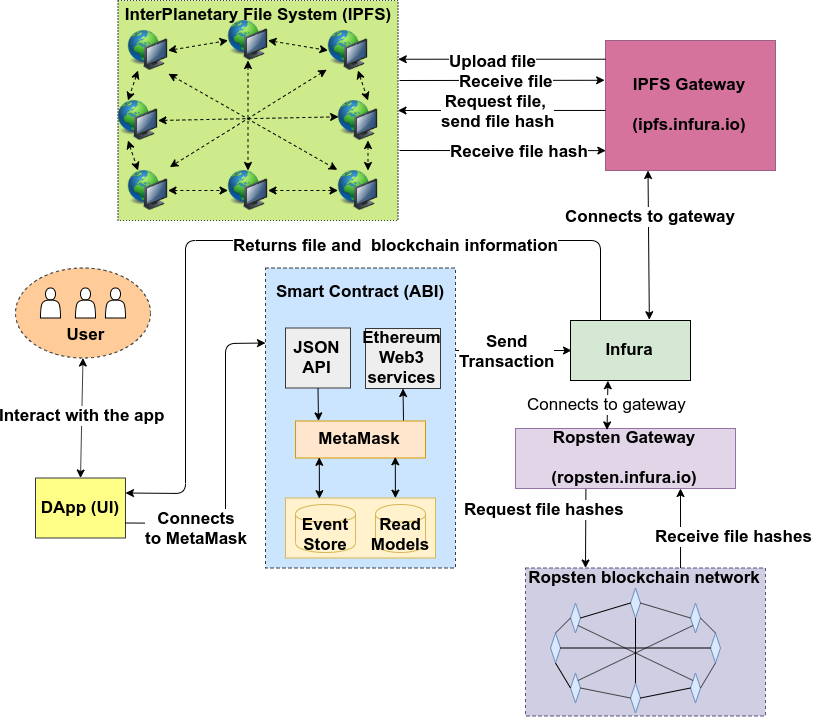 InterPlanetary File System (IPFS)
Upload file
Receive file
Request file,
send file hash
Receive file hash
IPFS Gateway
(ipfs.infura.io)
Connects to gateway
Returns file and blockchain information
User
Interact with the app
DApp (UI)
Connects
to MetaMask
Smart Contract (ABI)
JSON
API
Ethereum
Web3
services
MetaMask
Event
Store
Read
Models
Send
Transaction
Infura
Connects to gateway
Ropsten Gateway
(ropsten.infura.io)
Request file hashes
Receive file hashes
Ropsten blockchain network